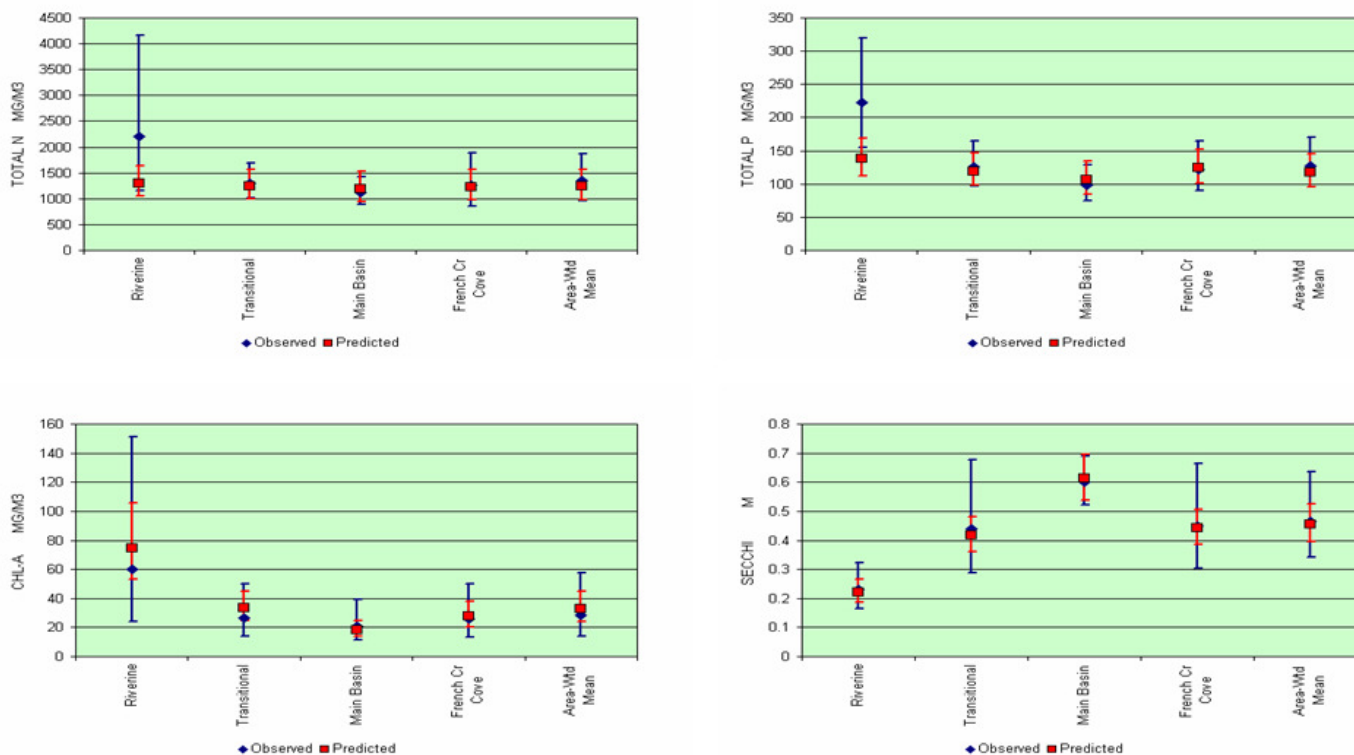 4500
4000
3500
3000
2500
2000
1500
1000
500
0
TOTAL N MG/M3
Riverine
Transitional
Main Basin
French Cr
Cove
Area-Wtd
Mean
Observed Predicted
350
300
250
200
150
100
50
0
TOTAL P MG/M3
Riverine
Transitional
Main Basin
French Cr
Cove
Area-Wtd
Mean
Observed Predicted
160
140
120
100
80
60
40
20
0
CHL-A MG/M3
Riverine
Transitional
Main Basin
French Cr
Cove
Area-Wtd
Mean
Observed Predicted
0.8
0.7
0.6
0.5
0.4
0.3
0.2
0.1
0
SECCHI M
Riverine
Transitional
Main Basin
French Cr
Cove
Area-Wtd
Mean
Observed Predicted